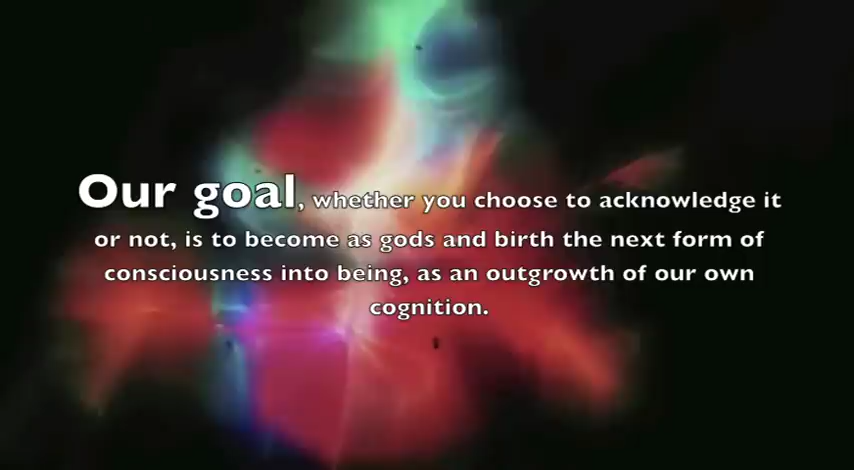 Our goal, whether you choose to acknowledge it
or not, is to become as gods and birth the next form of
consciousness into being, as an outgrowth of our own
cognition.